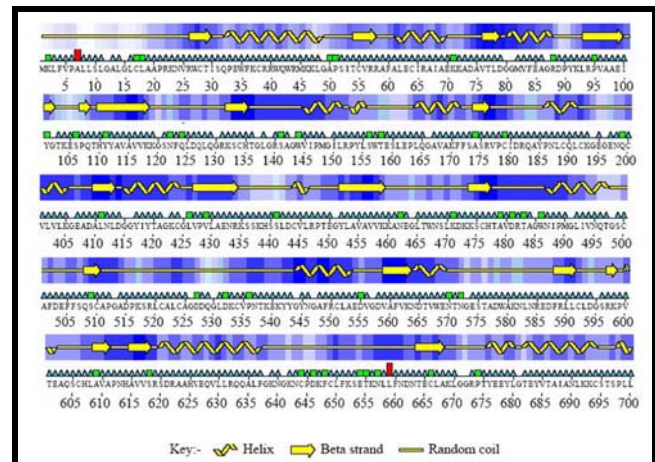 MKLFVPALLSLGALGLCLAAPRKNVRWCTISQPEWFKCRRWQWRMKKLGAPSITCVRRAFALECIRAIAEKKADAVTLDGGMVFEAGRDPYKLRPVAAEI
5 10 15 20 25 30 35 40 45 50 55 60 65 70 75 80 85 90 95 100
YGTKESPQTHYYAVAVVKKGSNFQLDQLQGRKSCHTGLGRSAGWVIPMGILRPYLSWTESLEPLQGAVAKFFSASRVPCIDRQAYPNLCQLCKGEGENQC
105 110 115 120 125 130 135 140 145 150 155 160 165 170 175 180 185 190 195 200
VLVLKGEADALNLDGGYIYTAGKCGLVPVLAENRKSSKHSSLDCVLRPTEGYLAVAVVKKANEGLTWNSLKDKKSCHTAVDRTAGWNIPMGLIVNQTGSC
405 410 415 420 425 430 435 440 445 450 455 460 465 470 475 480 485 490 495 500
AFDEFFSQSCAPGADPKSRLCALCAGDDQGLDKCVPNTKEKYYGYNGAFRCLAEDVGDVAFVKNDTVWENTNGESTADWAKNLNREDFRLLCLDGSRKPV
505 510 515 520 525 530 535 540 545 550 555 560 565 570 575 580 585 590 595 600
TEAQSCHLAVAPNHAVVSRSDRAAHVEQVLLRQQALFGKNGKNCPDKFCLFKSETKNLLFNDNTECLAKLGGRPTYEEYLGTEYVTAIANLKKCSTSPLL
605 610 615 620 625 630 635 640 645 650 655 660 665 670 675 680 685 690 695 700
Key:- Helix Beta strand Random coil